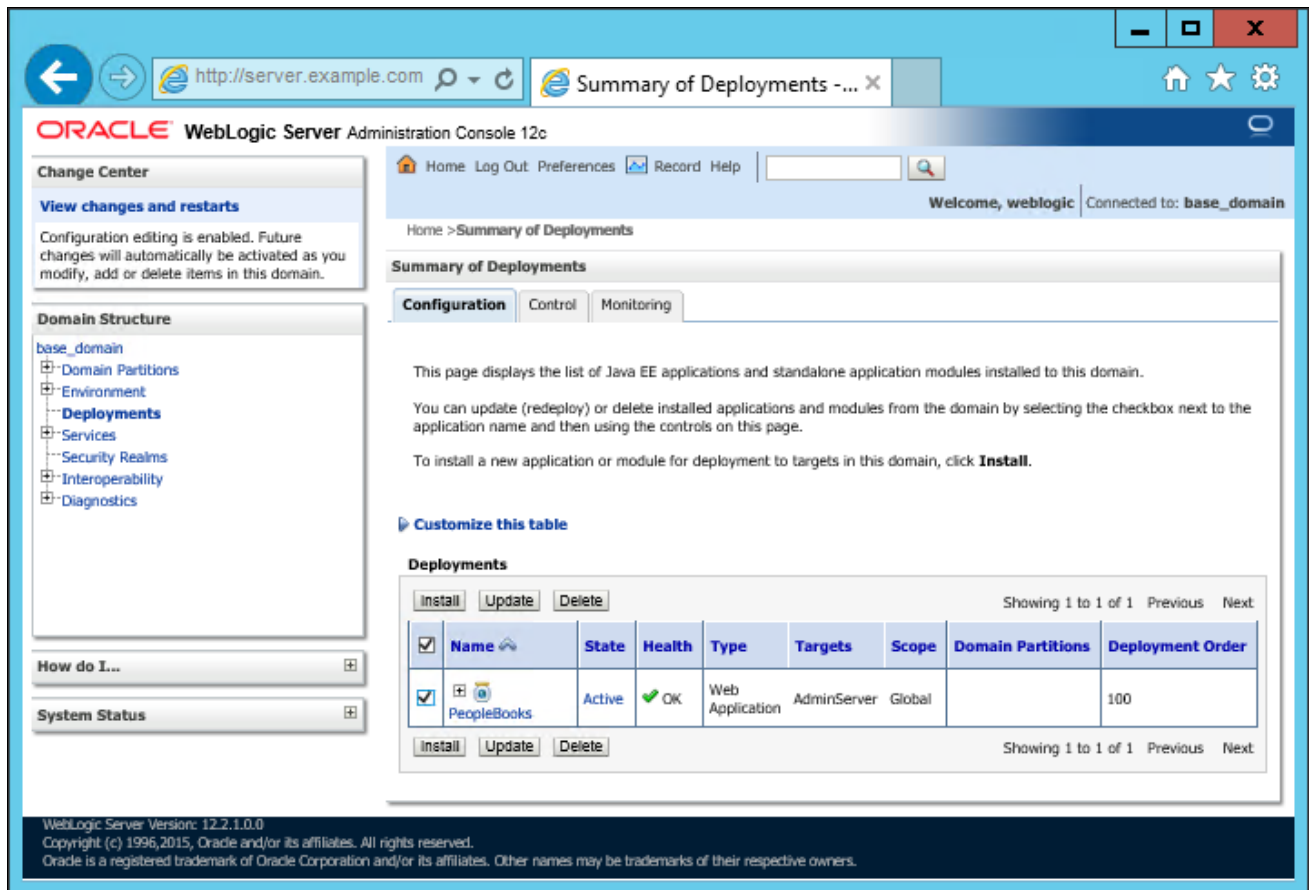 X
http://server.example.com
Summary of Deployments -...
ORACLE WebLogic Server Administration Console 12c
Change Center
View changes and restarts
Configuration editing is enabled. Future
changes will automatically be activated as you
modify, add or delete items in this domain.
Domain Structure
base_domain
Domain Partitions
Environment
Deployments
Services
Security Realms
Interoperability
Diagnostics
How do I...
System Status
Home Log Out Preferences Record Help
Welcome, weblogic Connected to: base_domain
Home >Summary of Deployments
Summary of Deployments
Configuration Control Monitoring
This page displays the list of Java EE applications and standalone application modules installed to this domain.
You can update (redeploy) or delete installed applications and modules from the domain by selecting the checkbox next to the
application name and then using the controls on this page.
To install a new application or module for deployment to targets in this domain, click Install.
Customize this table
Deployments
Install Update Delete Showing 1 to 1 of 1 Previous Next
Name State Health Type Targets Scope Domain Partitions Deployment Order
PeopleBooks Active OK Web Application AdminServer Global 100
Install Update Delete Showing 1 to 1 of 1 Previous Next
WebLogic Server Version: 12.2.1.0.0
Copyright (c) 1996,2015, Oracle and/or its affiliates. All rights reserved.
Oracle is a registered trademark of Oracle Corporation and/or its affiliates. Other names may be trademarks of their respective owners.